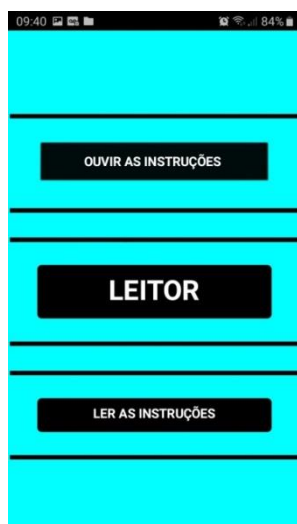 09:40 84%
OUVIR AS INSTRUÇÕES
LEITOR
LER AS INSTRUÇÕES